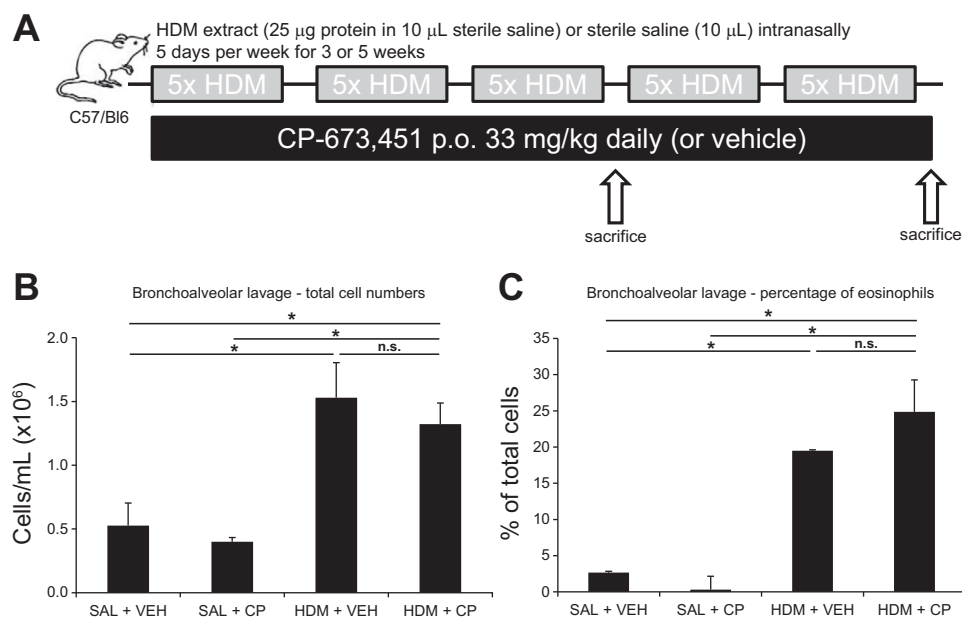 A
HDM extract (25 μg protein in 10 μL sterile saline) or sterile saline (10 μL) intranasally
5 days per week for 3 or 5 weeks
5x HDM 5x HDM 5x HDM 5x HDM 5x HDM
C57/Bl6
CP-673,451 p.o. 33 mg/kg daily (or vehicle)
sacrifice sacrifice
B
Bronchoalveolar lavage - total cell numbers
*
*
* n.s.
Cells/mL (x10⁶)
2.0
1.5
1.0
0.5
0.0
SAL + VEH SAL + CP HDM + VEH HDM + CP
C
Bronchoalveolar lavage - percentage of eosinophils
*
*
* n.s.
% of total cells
35
30
25
20
15
10
5
0
SAL + VEH SAL + CP HDM + VEH HDM + CP